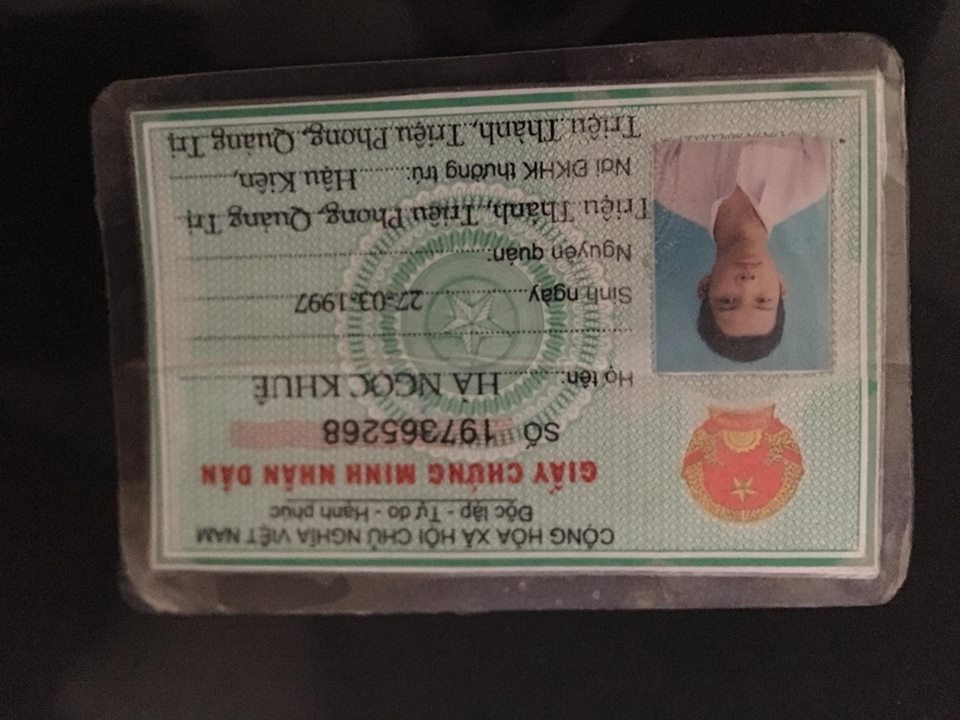 CỘNG HÒA XÃ HỘI CHỦ NGHĨA VIỆT NAM
Độc lập - Tự do - Hạnh phúc
GIẤY CHỨNG MINH NHÂN DÂN
SỐ 197365268
Họ tên: HÀ NGỌC KHUÊ
Sinh ngày 27-03-1997
Nguyên quán:
Triệu Thành, Triệu Phong, Quảng Trị
Nơi ĐKHK thường trú: Hậu Kiên,
Triệu Thành, Triệu Phong, Quảng Trị